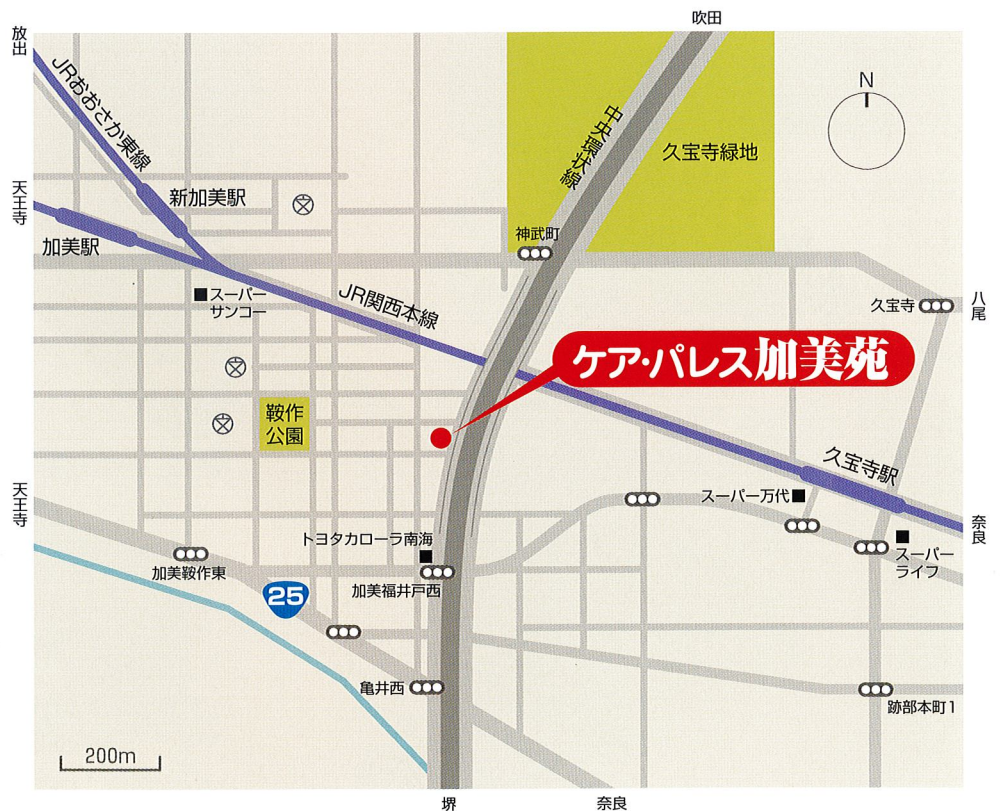 吹田
放出
JRおおさか東線
中央環状線
久宝寺緑地
N
天王寺
新加美駅
加美駅
神武町
スーパー
サンコー
JR関西本線
久宝寺
八尾
ケア・パレス加美苑
鞍作
公園
久宝寺駅
天王寺
スーパー万代
奈良
トヨタカローラ南海
スーパー
ライフ
加美鞍作東
加美福井戸西
25
亀井西
跡部本町1
200m
堺
奈良